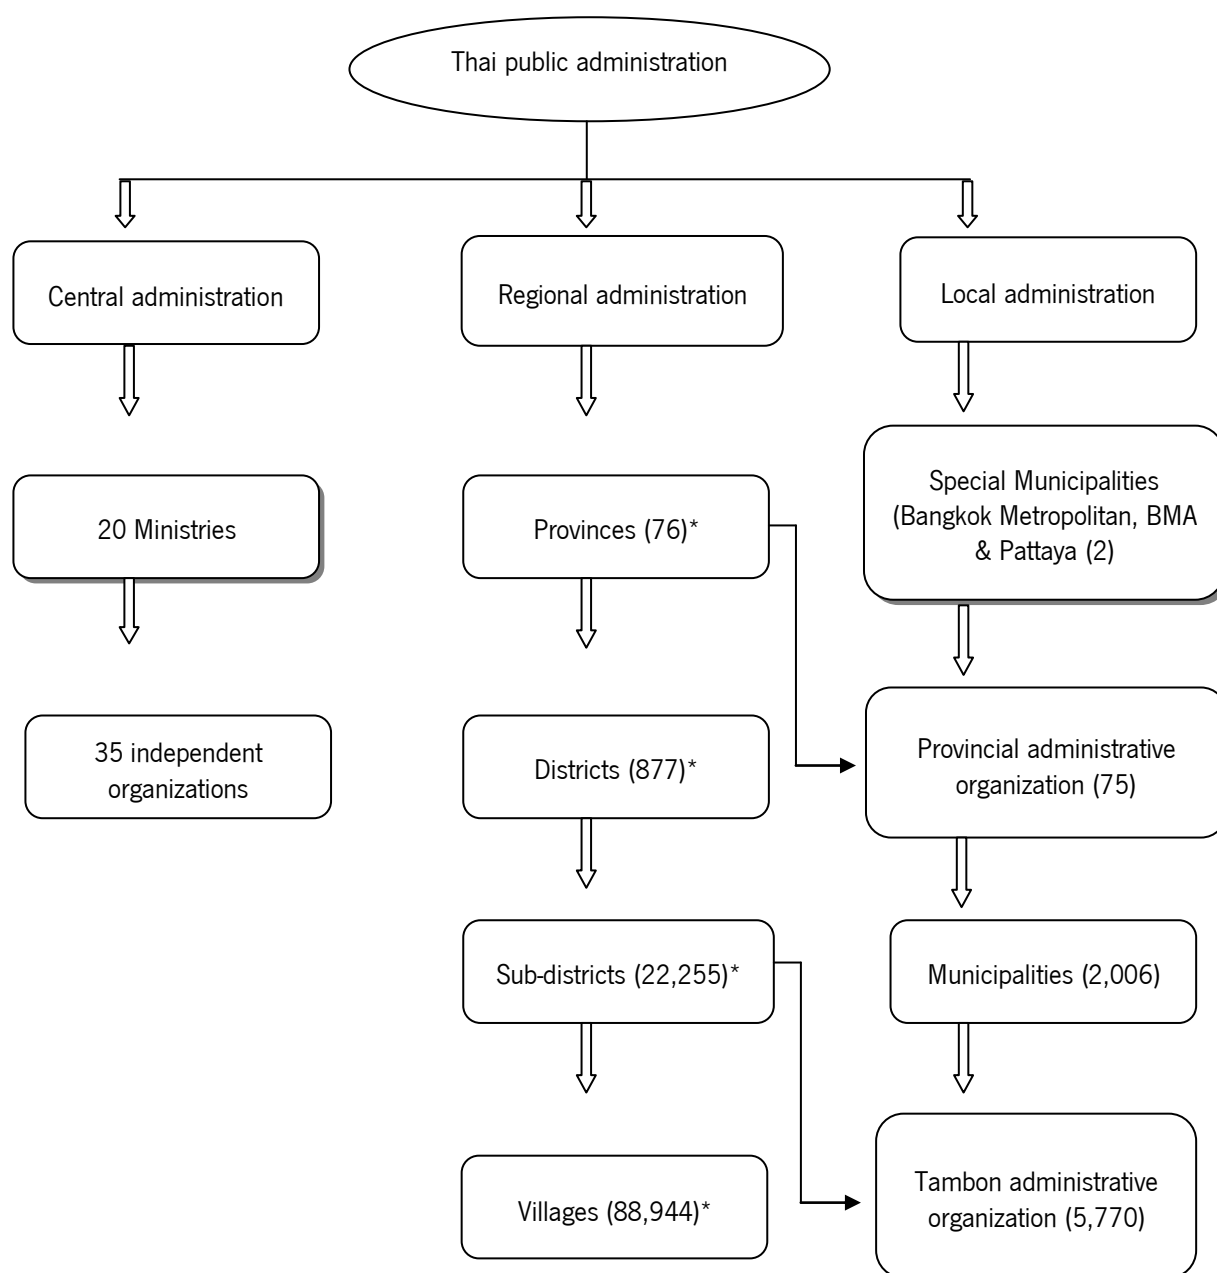 Thai public administration
Central administration
Regional administration
Local administration
20 Ministries
Provinces (76)*
Special Municipalities
(Bangkok Metropolitan, BMA
& Pattaya (2)
35 independent
organizations
Districts (877)*
Provincial administrative
organization (75)
Sub-districts (22,255)*
Municipalities (2,006)
Villages (88,944)*
Tambon administrative
organization (5,770)